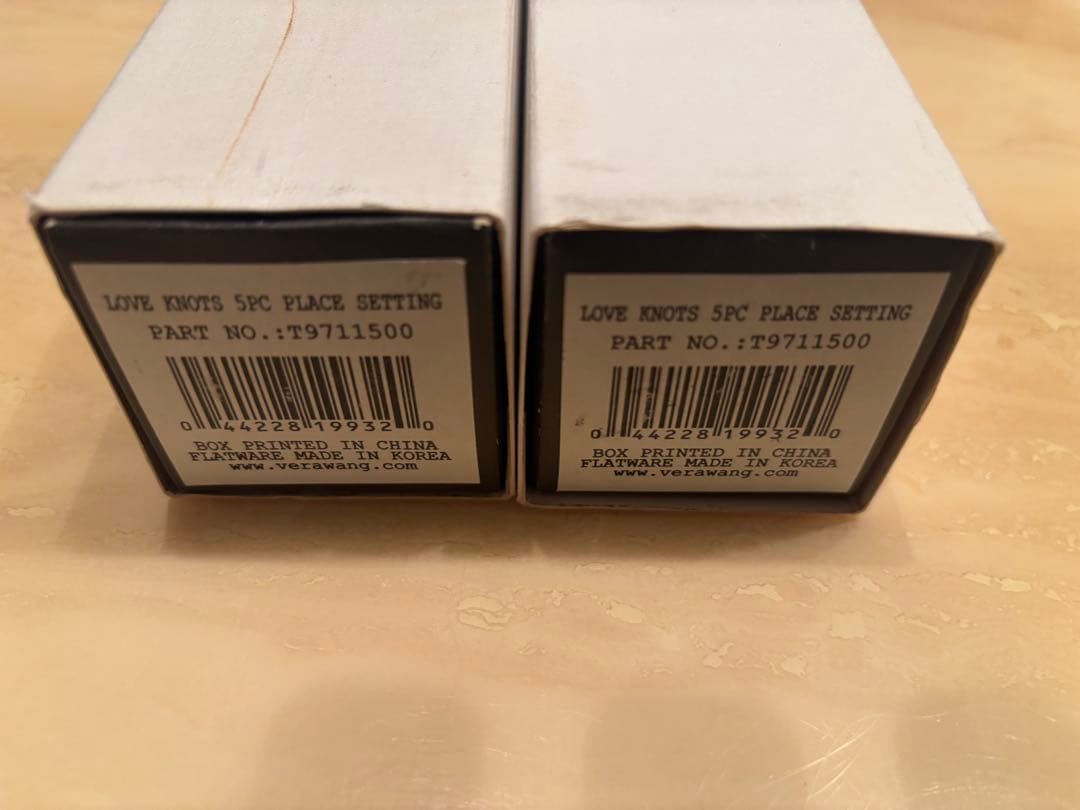 LOVE KNOTS 5PC PLACE SETTING
PART NO.:T9711500
0 44228 19932 0
BOX PRINTED IN CHINA
FLATWARE MADE IN KOREA
www.verawang.com
LOVE KNOTS 5PC PLACE SETTING
PART NO.:T9711500
0 44228 19932 0
BOX PRINTED IN CHINA
FLATWARE MADE IN KOREA
www.verawang.com